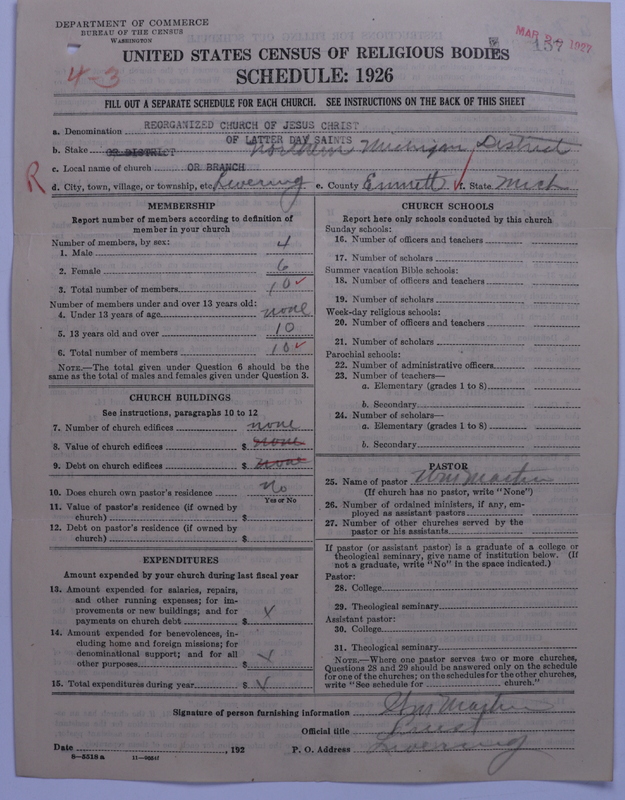 DEPARTMENT OF COMMERCE
BUREAU OF THE CENSUS
WASHINGTON
MAR 2 1927
157
4-3
UNITED STATES CENSUS OF RELIGIOUS BODIES
SCHEDULE: 1926
FILL OUT A SEPARATE SCHEDULE FOR EACH CHURCH. SEE INSTRUCTIONS ON THE BACK OF THIS SHEET
a. Denomination REORGANIZED CHURCH OF JESUS CHRIST
OF LATTER DAY SAINTS
b. Stake OR DISTRICT Northern Michigan District
c. Local name of church OR BRANCH
R
d. City, town, village, or township, etc. Levering e. County Emmett f. State Mich
MEMBERSHIP
Report number of members according to definition of
member in your church
Number of members, by sex:
1. Male 4
2. Female 6
3. Total number of members 10 ✓
Number of members under and over 13 years old:
4. Under 13 years of age none
5. 13 years old and over 10
6. Total number of members 10 ✓
NOTE.—The total given under Question 6 should be the
same as the total of males and females given under Question 3.
CHURCH BUILDINGS
See instructions, paragraphs 10 to 12
7. Number of church edifices none
8. Value of church edifices $ none
9. Debt on church edifices $ none
10. Does church own pastor's residence No
Yes or No
11. Value of pastor's residence (if owned by
church) $
12. Debt on pastor's residence (if owned by
church) $
EXPENDITURES
Amount expended by your church during last fiscal year
13. Amount expended for salaries, repairs,
and other running expenses; for im-
provements or new buildings; and for
payments on church debt $ X
14. Amount expended for benevolences, in-
cluding home and foreign missions; for
denominational support; and for all
other purposes $ X
15. Total expenditures during year $ X
CHURCH SCHOOLS
Report here only schools conducted by this church
Sunday schools:
16. Number of officers and teachers
17. Number of scholars
Summer vacation Bible schools:
18. Number of officers and teachers
19. Number of scholars
Week-day religious schools:
20. Number of officers and teachers
21. Number of scholars
Parochial schools:
22. Number of administrative officers
23. Number of teachers—
a. Elementary (grades 1 to 8)
b. Secondary
24. Number of scholars—
a. Elementary (grades 1 to 8)
b. Secondary
PASTOR
25. Name of pastor Wm Martin
(If church has no pastor, write "None")
26. Number of ordained ministers, if any, em-
ployed as assistant pastors
27. Number of other churches served by the
pastor or his assistants
If pastor (or assistant pastor) is a graduate of a college or
theological seminary, give name of institution below. (If
not a graduate, write "No" in the space indicated.)
Pastor:
28. College
29. Theological seminary
Assistant pastor:
30. College
31. Theological seminary
NOTE.—Where one pastor serves two or more churches,
Questions 28 and 29 should be answered only on the schedule
for one of the churches; on the schedules for the other churches,
write "See schedule for church."
Signature of person furnishing information Wm Martin
Official title Priest
Date , 192 P. O. Address Levering
8—5518 a